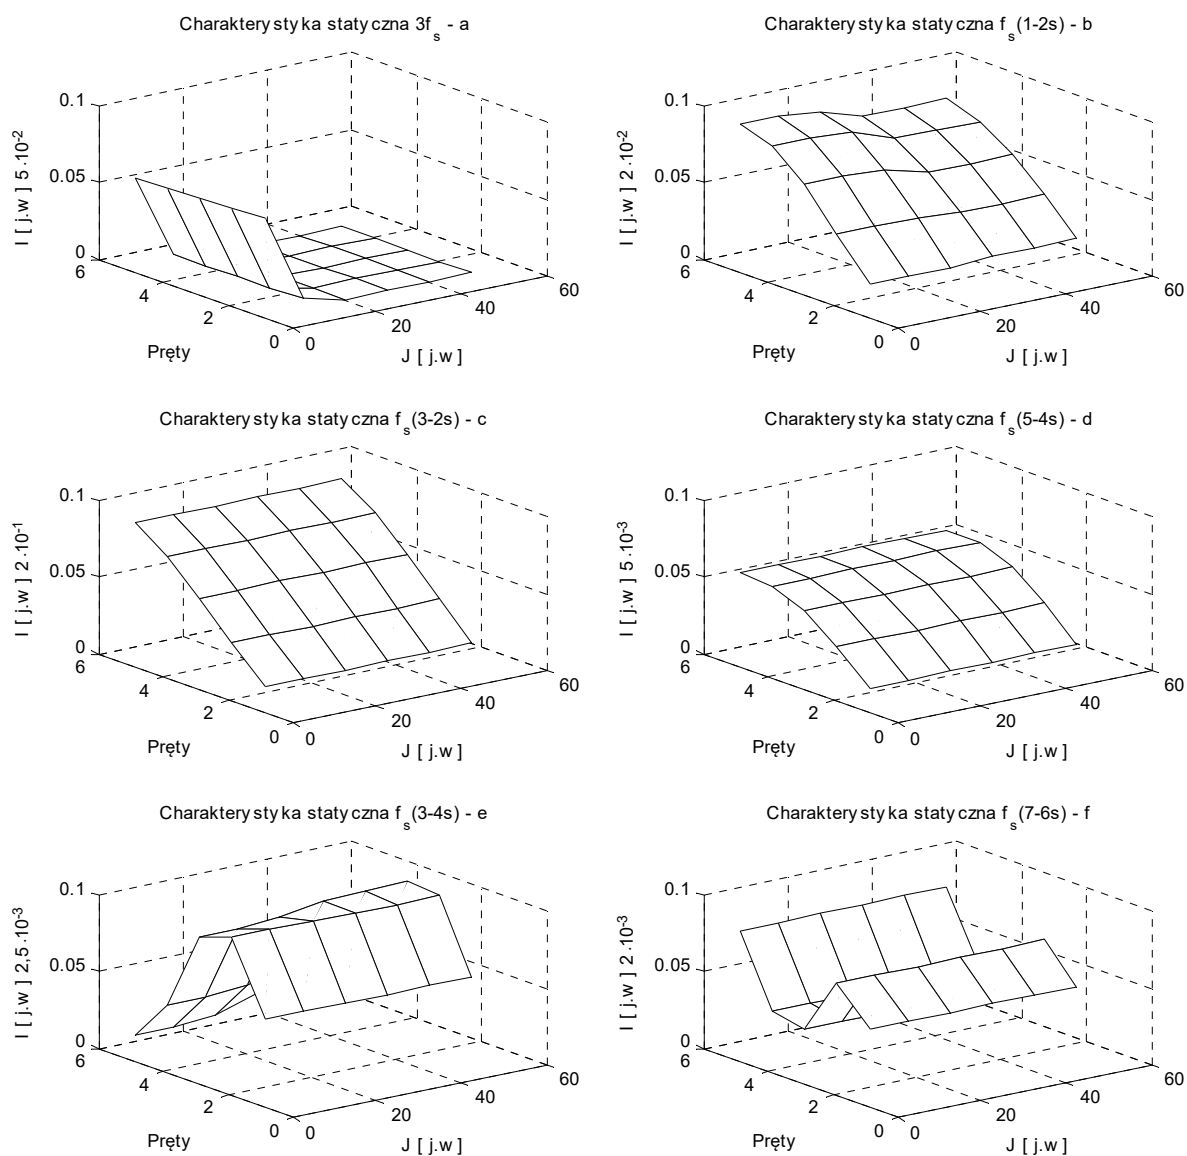 Charakterystyka statyczna 3f_s - a
0.1
0.05
0
6
4
2
0
0
20
40
60
I [ j.w ] 5·10⁻²
Pręty
J [ j.w ]
Charakterystyka statyczna f_s(1-2s) - b
0.1
0.05
0
6
4
2
0
0
20
40
60
I [ j.w ] 2·10⁻²
Pręty
J [ j.w ]
Charakterystyka statyczna f_s(3-2s) - c
0.1
0.05
0
6
4
2
0
0
20
40
60
I [ j.w ] 2·10⁻¹
Pręty
J [ j.w ]
Charakterystyka statyczna f_s(5-4s) - d
0.1
0.05
0
6
4
2
0
0
20
40
60
I [ j.w ] 5·10⁻³
Pręty
J [ j.w ]
Charakterystyka statyczna f_s(3-4s) - e
0.1
0.05
0
6
4
2
0
0
20
40
60
I [ j.w ] 2,5·10⁻³
Pręty
J [ j.w ]
Charakterystyka statyczna f_s(7-6s) - f
0.1
0.05
0
6
4
2
0
0
20
40
60
I [ j.w ] 2·10⁻³
Pręty
J [ j.w ]